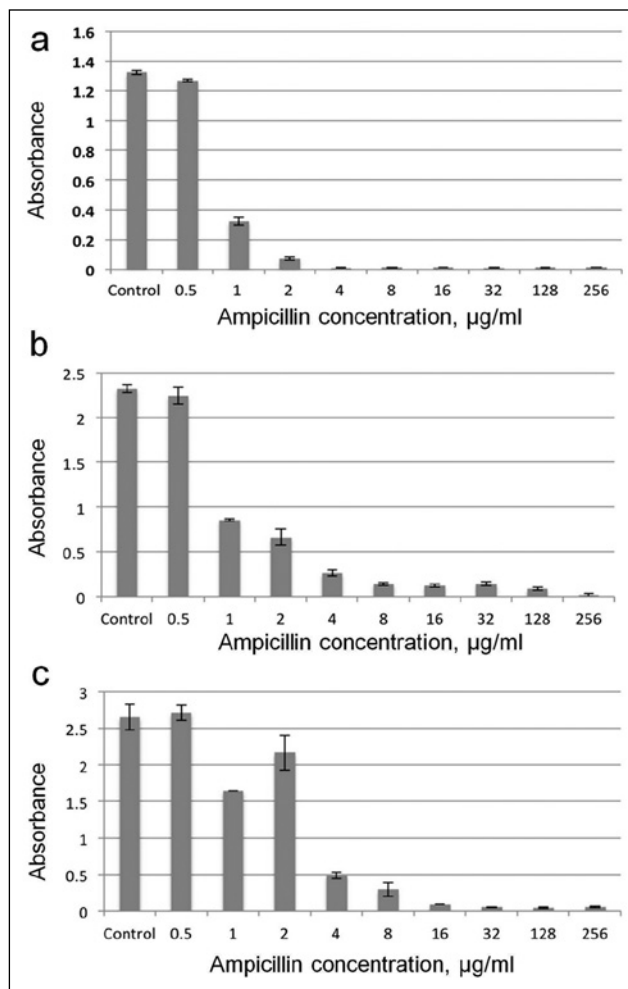 a
1.6
1.4
1.2
1
0.8
0.6
0.4
0.2
0
Absorbance
Control 0.5 1 2 4 8 16 32 128 256
Ampicillin concentration, µg/ml
b
2.5
2
1.5
1
0.5
0
Absorbance
Control 0.5 1 2 4 8 16 32 128 256
Ampicillin concentration, µg/ml
c
3
2.5
2
1.5
1
0.5
0
Absorbance
Control 0.5 1 2 4 8 16 32 128 256
Ampicillin concentration, µg/ml